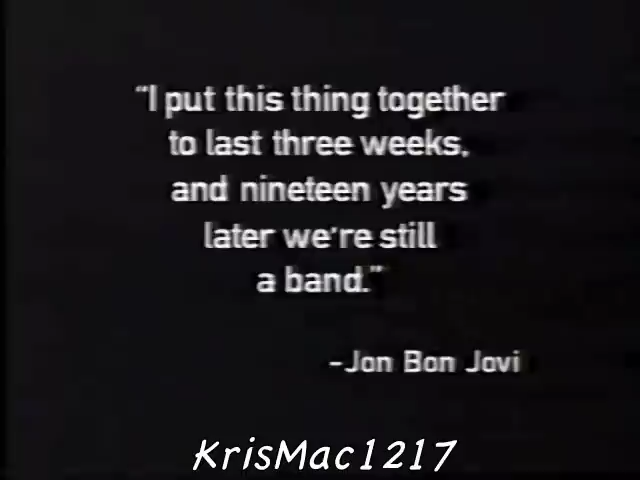 “I put this thing together
to last three weeks,
and nineteen years
later we're still
a band.”
-Jon Bon Jovi
KrisMac1217